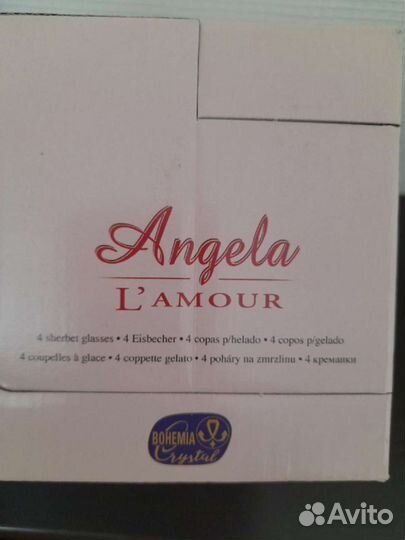 Angela
L'AMOUR
4 sherbet glasses • 4 Eisbecher • 4 copas p/helado • 4 copos p/gelado
4 coupelles à glace • 4 coppette gelato • 4 poháry na zmrzlinu • 4 креманки
BOHEMIA
Crystal
Avito